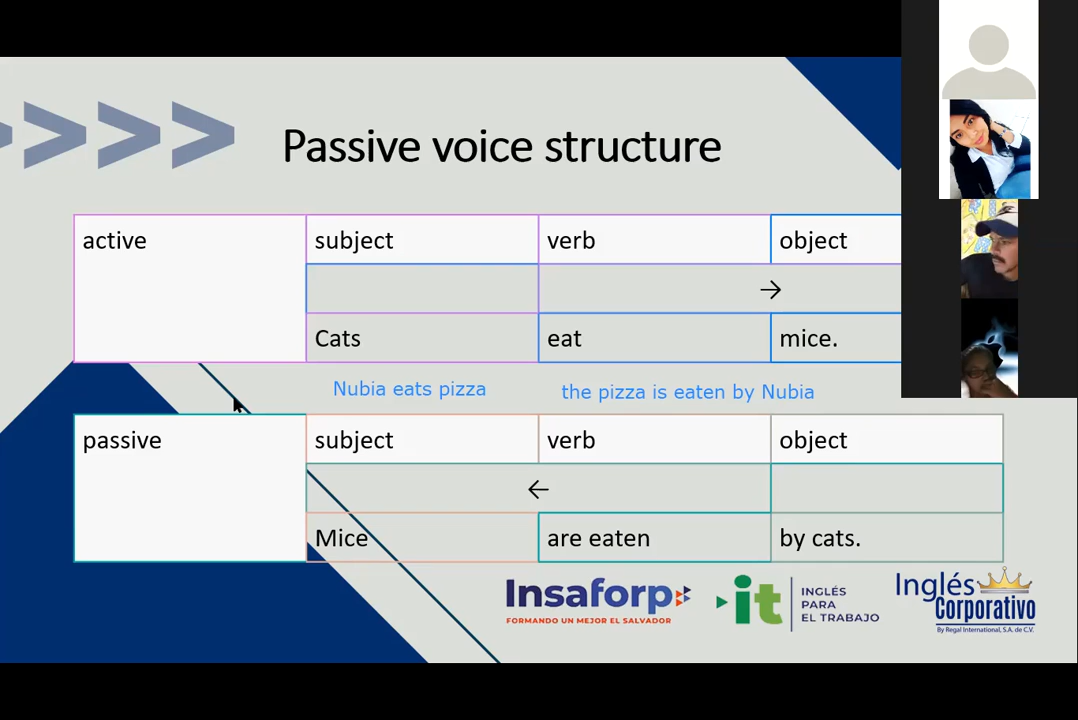 Passive voice structure
active subject verb object
→
Cats eat mice.
Nubia eats pizza the pizza is eaten by Nubia
passive subject verb object
←
Mice are eaten by cats.
Insaforp
FORMANDO UN MEJOR EL SALVADOR
it
INGLÉS
PARA
EL TRABAJO
Inglés
Corporativo
By Regal International, S.A. de C.V.